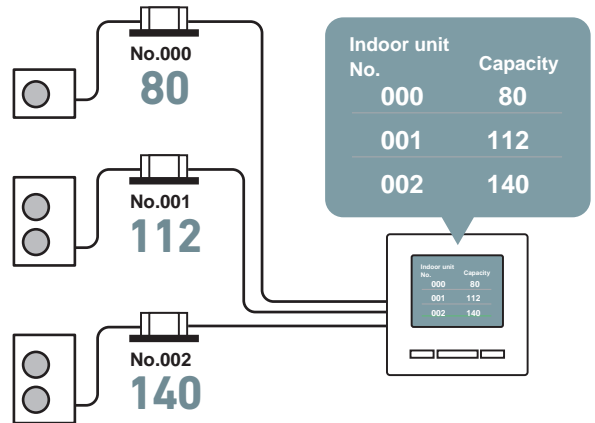 No.000
80
No.001
112
No.002
140
Indoor unit
No. Capacity
000 80
001 112
002 140
Indoor unit
No. Capacity
000 80
001 112
002 140